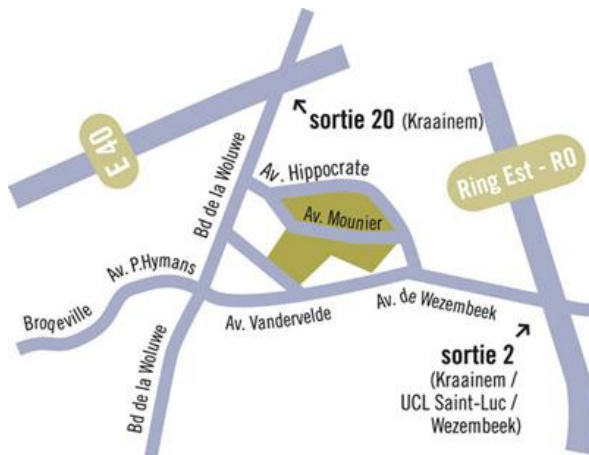 E 40
sortie 20 (Kraainem)
Bd de la Woluwe
Av. Hippocrate
Ring Est - R0
Av. Mounier
Av. P.Hymans
Broqeville
Av. Vandervelde
Av. de Wezembeek
Bd de la Woluwe
sortie 2
(Kraainem /
UCL Saint-Luc /
Wezembeek)